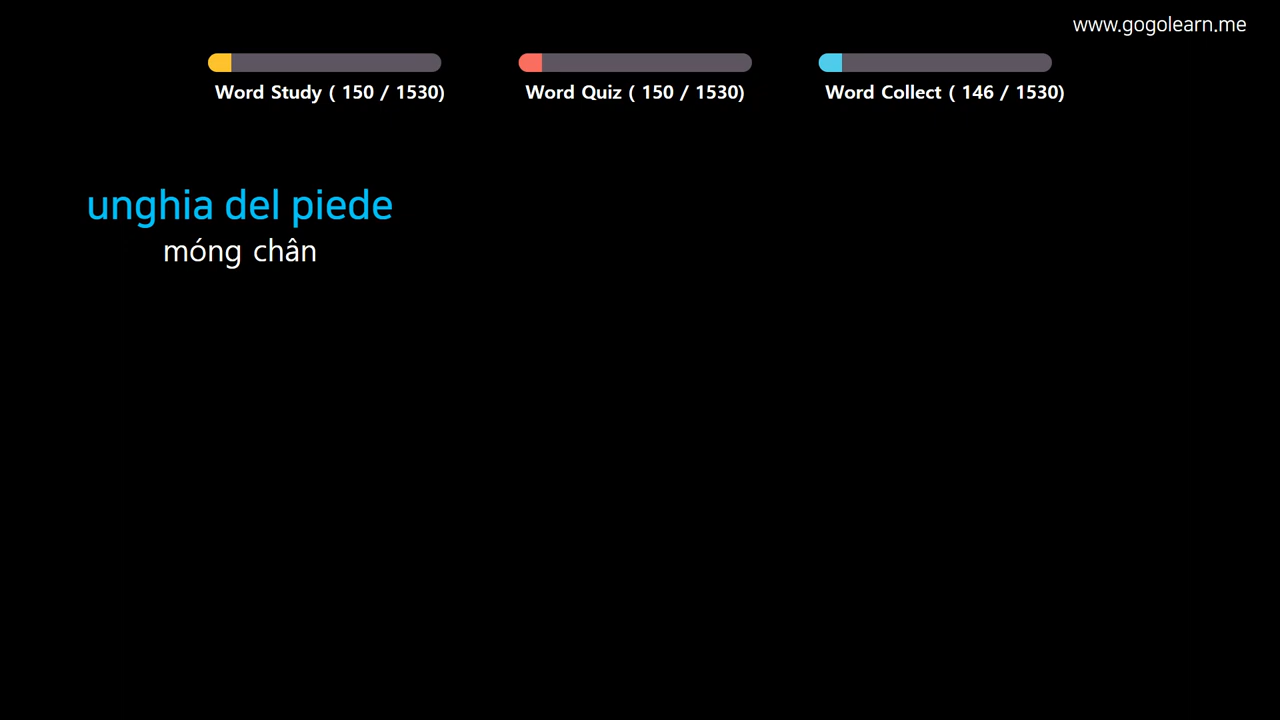 www.gogolearn.me
Word Study ( 150 / 1530)
Word Quiz ( 150 / 1530)
Word Collect ( 146 / 1530)
unghia del piede
móng chân